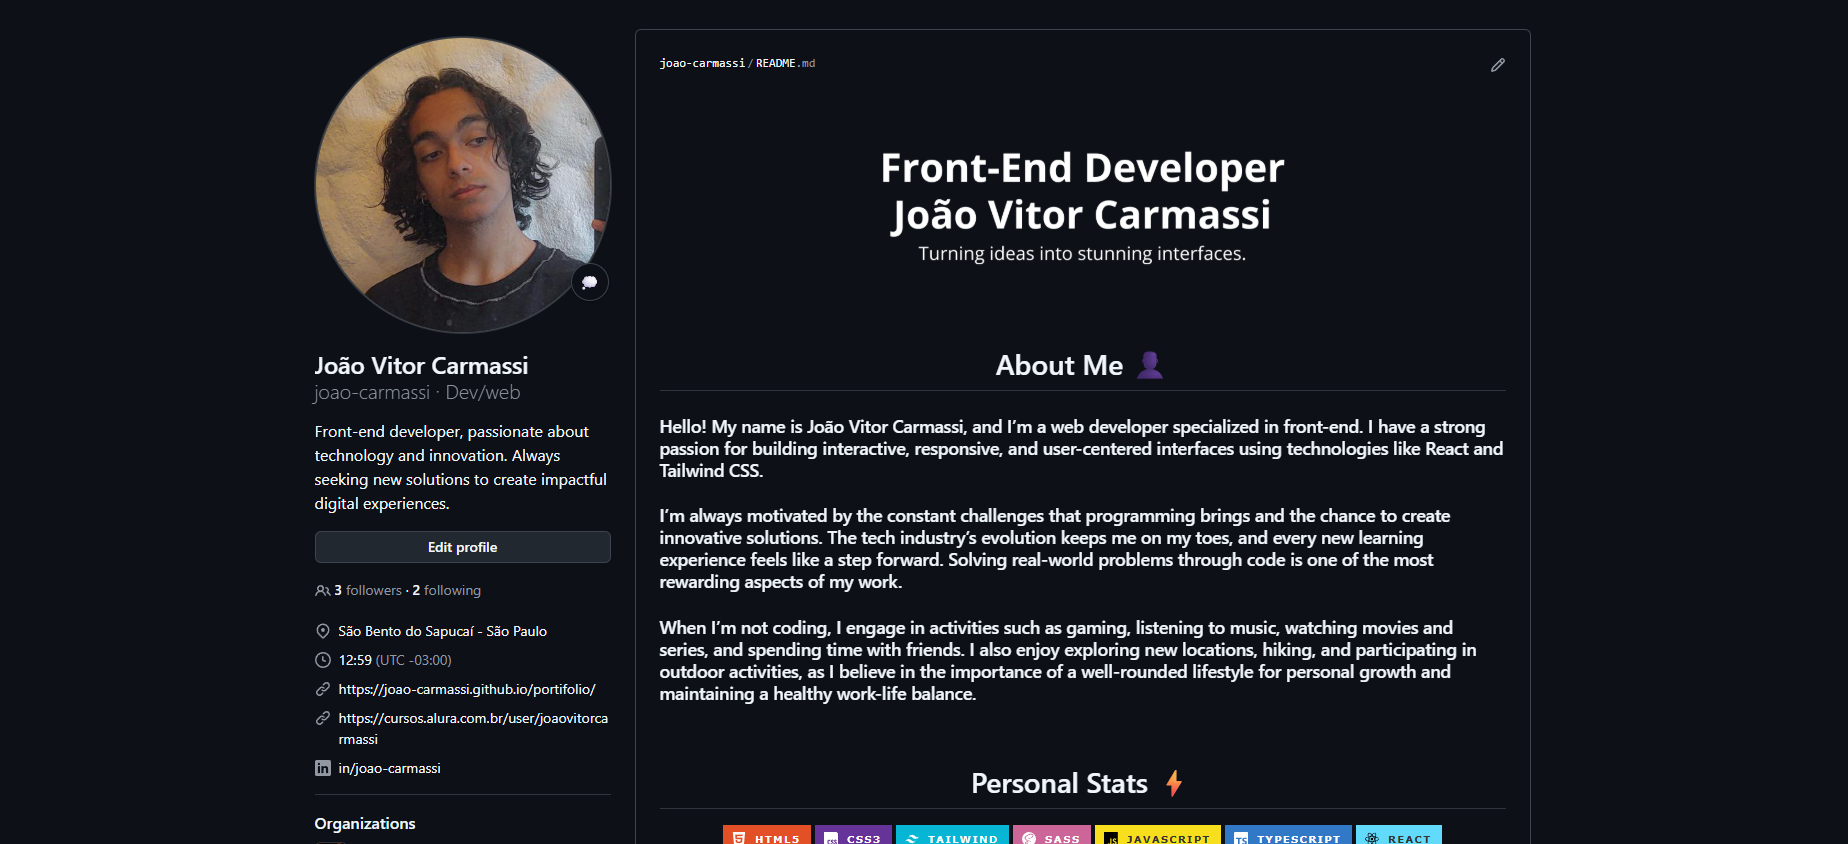 João Vitor Carmassi
joao-carmassi · Dev/web
Front-end developer, passionate about
technology and innovation. Always
seeking new solutions to create impactful
digital experiences.
Edit profile
3 followers · 2 following
São Bento do Sapucaí - São Paulo
12:59 (UTC -03:00)
https://joao-carmassi.github.io/portifolio/
https://cursos.alura.com.br/user/joaovitorca
rmassi
in/joao-carmassi
Organizations
joao-carmassi/README.md
Front-End Developer
João Vitor Carmassi
Turning ideas into stunning interfaces.
About Me 👤
Hello! My name is João Vitor Carmassi, and I’m a web developer specialized in front-end. I have a strong
passion for building interactive, responsive, and user-centered interfaces using technologies like React and
Tailwind CSS.
I’m always motivated by the constant challenges that programming brings and the chance to create
innovative solutions. The tech industry’s evolution keeps me on my toes, and every new learning
experience feels like a step forward. Solving real-world problems through code is one of the most
rewarding aspects of my work.
When I’m not coding, I engage in activities such as gaming, listening to music, watching movies and
series, and spending time with friends. I also enjoy exploring new locations, hiking, and participating in
outdoor activities, as I believe in the importance of a well-rounded lifestyle for personal growth and
maintaining a healthy work-life balance.
Personal Stats ⚡
HTML5 CSS3 TAILWIND SASS JAVASCRIPT TYPESCRIPT REACT